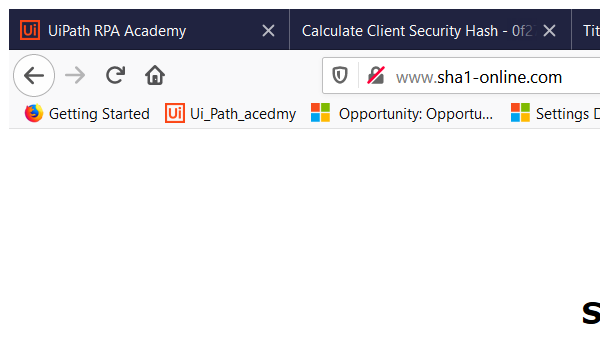 Ui UiPath RPA Academy Calculate Client Security Hash - 0f2 Tit
www.sha1-online.com
Getting Started Ui Ui_Path_acedmy Opportunity: Opportu... Settings D
S